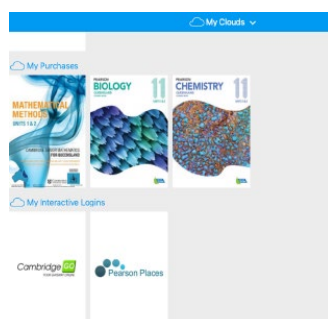 My Clouds
My Purchases
MATHEMATICAL
METHODS
UNITS 1 & 2
PEARSON
BIOLOGY 11
PEARSON
CHEMISTRY 11
My Interactive Logins
Cambridge GO
Pearson Places